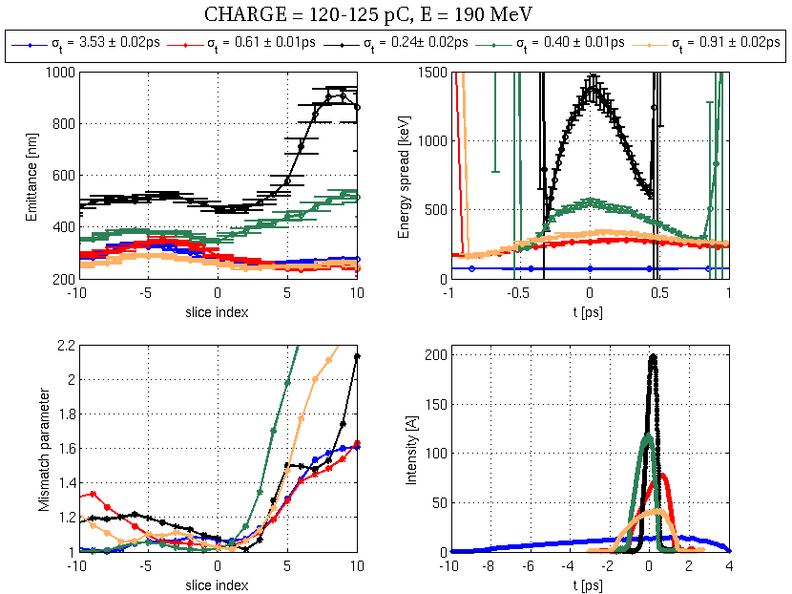 CHARGE = 120-125 pC, E = 190 MeV
σt = 3.53 ± 0.02ps σt = 0.61 ± 0.01ps σt = 0.24± 0.02ps σt = 0.40 ± 0.01ps σt = 0.91 ± 0.02ps
1000
800
600
400
200
Emittance [nm]
-10 -5 0 5 10
slice index
1500
1000
500
0
Energy spread [keV]
-1 -0.5 0 0.5 1
t [ps]
2.2
2
1.8
1.6
1.4
1.2
1
Mismatch parameter
-10 -5 0 5 10
slice index
200
150
100
50
0
Intensity [A]
-10 -8 -6 -4 -2 0 2 4
t [ps]